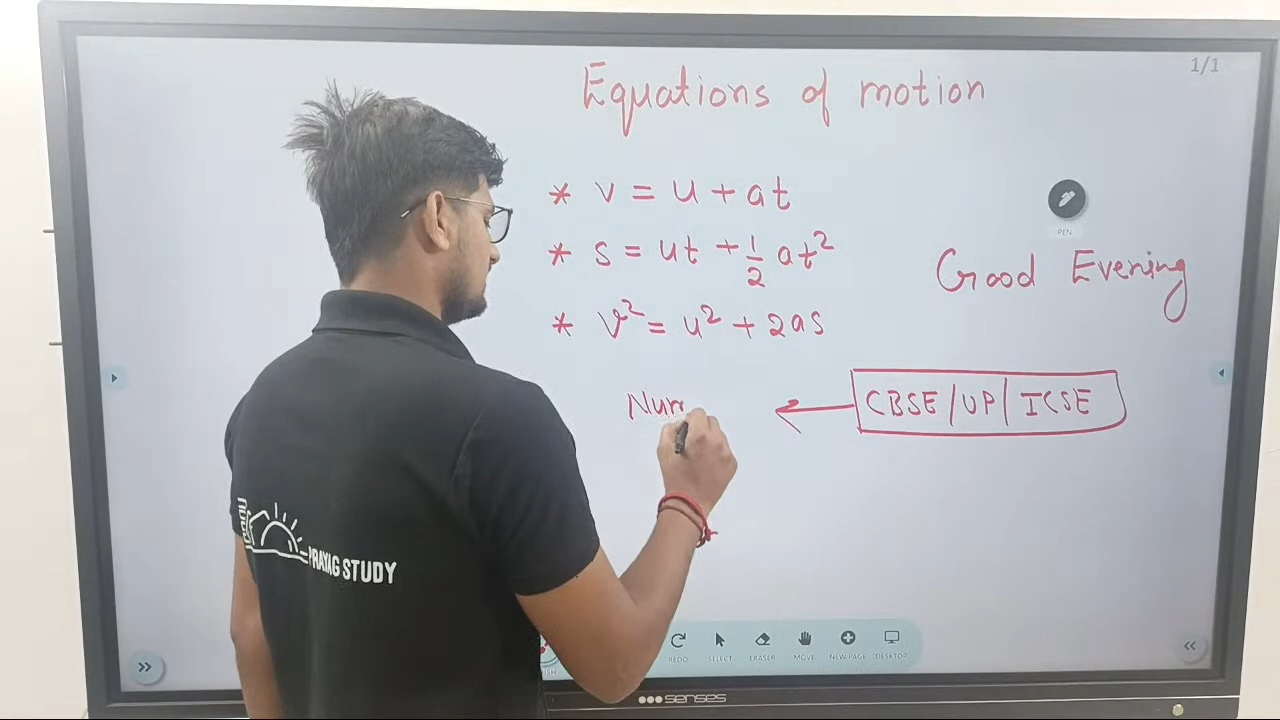 1/1
Equations of motion
* v = u + at
PEN
* s = ut + 1/2 at²
Good Evening
* v² = u² + 2as
CBSE/UP/ICSE
PRAYAG STUDY
REDO SELECT ERASER MOVE NEW PAGE DESKTOP
senses